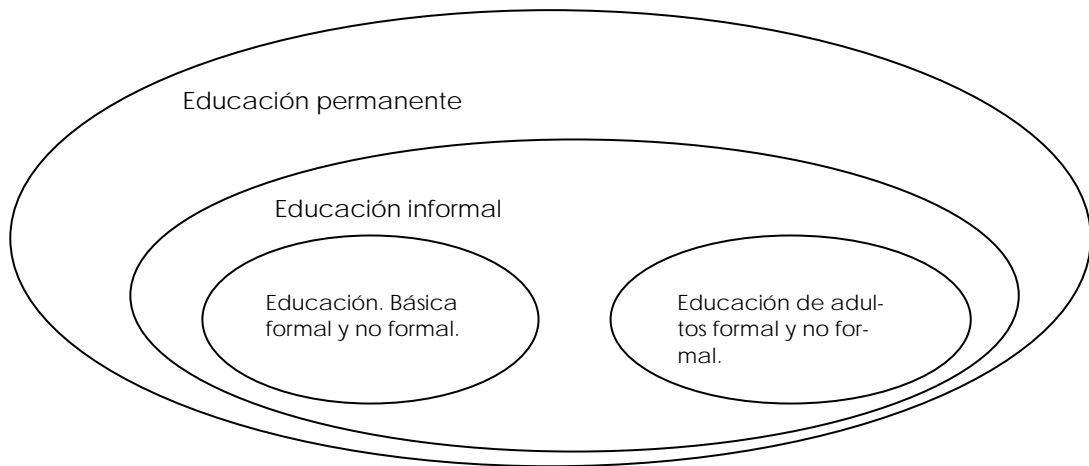 Educación permanente
Educación informal
Educación. Básica
formal y no formal.
Educación de adul-
tos formal y no for-
mal.